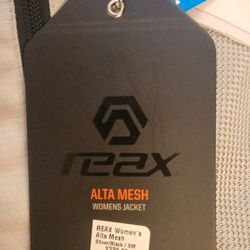 reax
ALTA MESH
WOMENS JACKET
REAX Women's
Alta Mesh
Silver/Black / SM